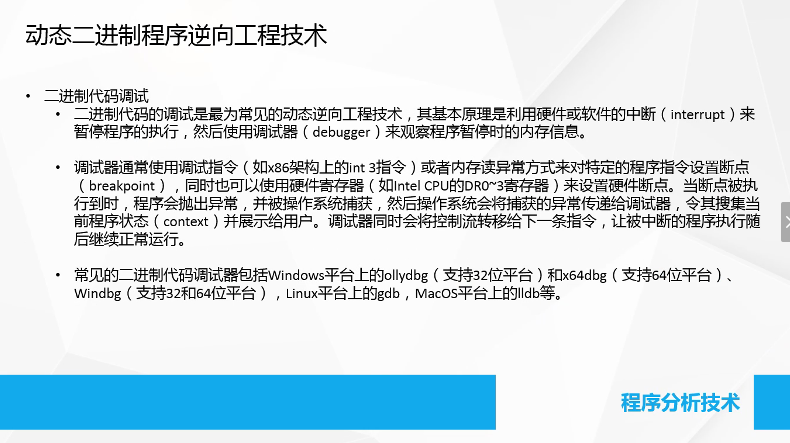 动态二进制程序逆向工程技术
• 二进制代码调试
• 二进制代码的调试是最为常见的动态逆向工程技术，其基本原理是利用硬件或软件的中断（interrupt）来
暂停程序的执行，然后使用调试器（debugger）来观察程序暂停时的内存信息。
• 调试器通常使用调试指令（如x86架构上的int 3指令）或者内存读异常方式来对特定的程序指令设置断点
（breakpoint），同时也可以使用硬件寄存器（如Intel CPU的DR0~3寄存器）来设置硬件断点。当断点被执
行到时，程序会抛出异常，并被操作系统捕获，然后操作系统会将捕获的异常传递给调试器，令其搜集当
前程序状态（context）并展示给用户。调试器同时会将控制流转移给下一条指令，让被中断的程序执行随
后继续正常运行。
• 常见的二进制代码调试器包括Windows平台上的ollydbg（支持32位平台）和x64dbg（支持64位平台）、
Windbg（支持32和64位平台），Linux平台上的gdb，MacOS平台上的lldb等。
程序分析技术